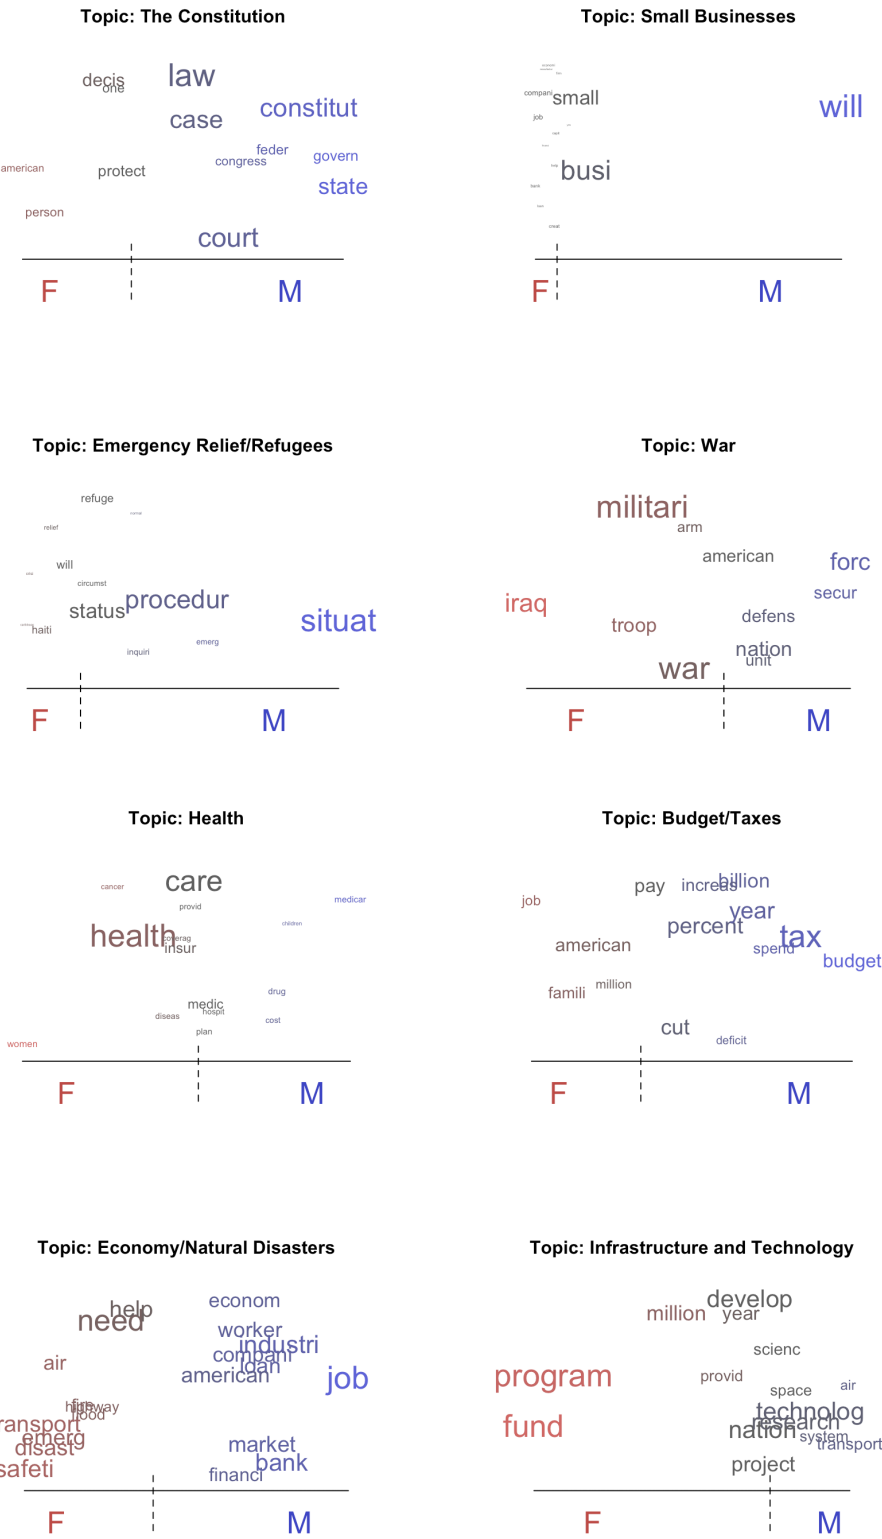 Topic: The Constitution
decis
one
law
case
constitut
feder
congress
govern
state
american
protect
person
court
F
M
Topic: Small Businesses
compani
small
job
will
busi
bank
creat
F
M
Topic: Emergency Relief/Refugees
refuge
relief
will
circumst
status
procedur
situat
haiti
inquiri
emerg
F
M
Topic: War
militari
arm
american
forc
secur
iraq
troop
defens
nation
unit
war
F
M
Topic: Health
cancer
care
provid
medicar
children
health
coverag
insur
drug
medic
hospit
diseas
cost
plan
women
F
M
Topic: Budget/Taxes
pay
increas
billion
job
year
percent
tax
american
spend
budget
million
famili
cut
deficit
F
M
Topic: Economy/Natural Disasters
help
need
econom
worker
industri
compani
loan
american
job
air
fire
highway
flood
ransport
emerg
disast
safeti
market
bank
financi
F
M
Topic: Infrastructure and Technology
develop
million
year
scienc
program
provid
space
air
technolog
research
fund
nation
system
transport
project
F
M